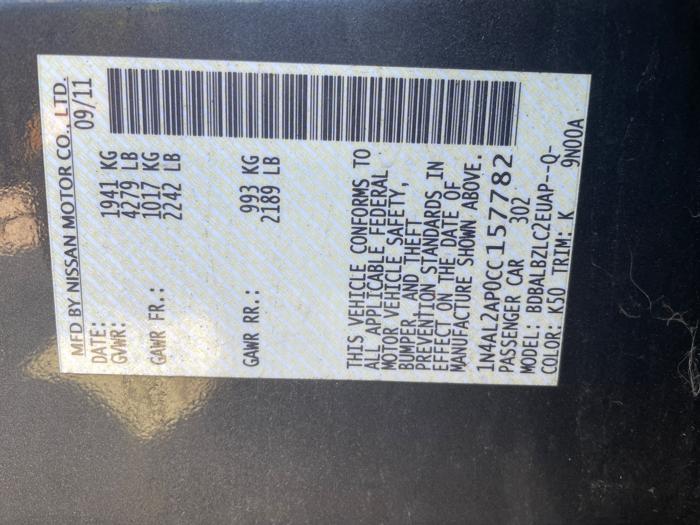 MFD BY NISSAN MOTOR CO., LTD.
DATE: 09/11
GVWR: 1941 KG
4279 LB
GAWR FR.: 1017 KG
2242 LB
GAWR RR.: 993 KG
2189 LB
THIS VEHICLE CONFORMS TO
ALL APPLICABLE FEDERAL
MOTOR VEHICLE SAFETY,
BUMPER, AND THEFT
PREVENTION STANDARDS IN
EFFECT ON THE DATE OF
MANUFACTURE SHOWN ABOVE.
1N4AL2AP0CC157782
PASSENGER CAR 302
MODEL: BDBALBZLC2EUAP--Q-
COLOR: K50 TRIM: K 9N00A